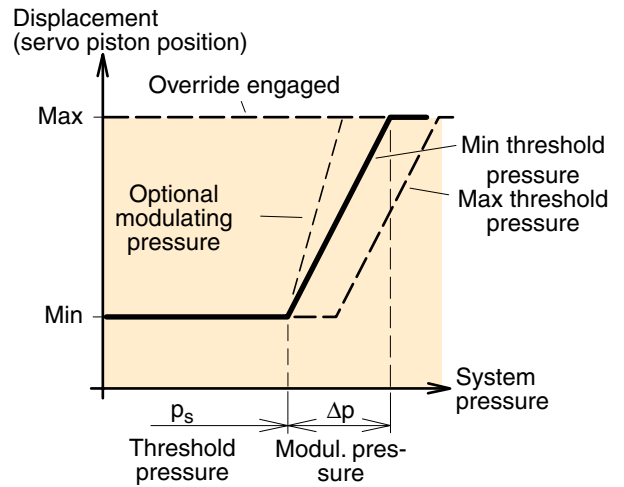 Displacement
(servo piston position)
Override engaged
Max
Min threshold
pressure
Max threshold
pressure
Optional
modulating
pressure
Min
System
pressure
ps
Δp
Threshold
pressure
Modul. pres-
sure